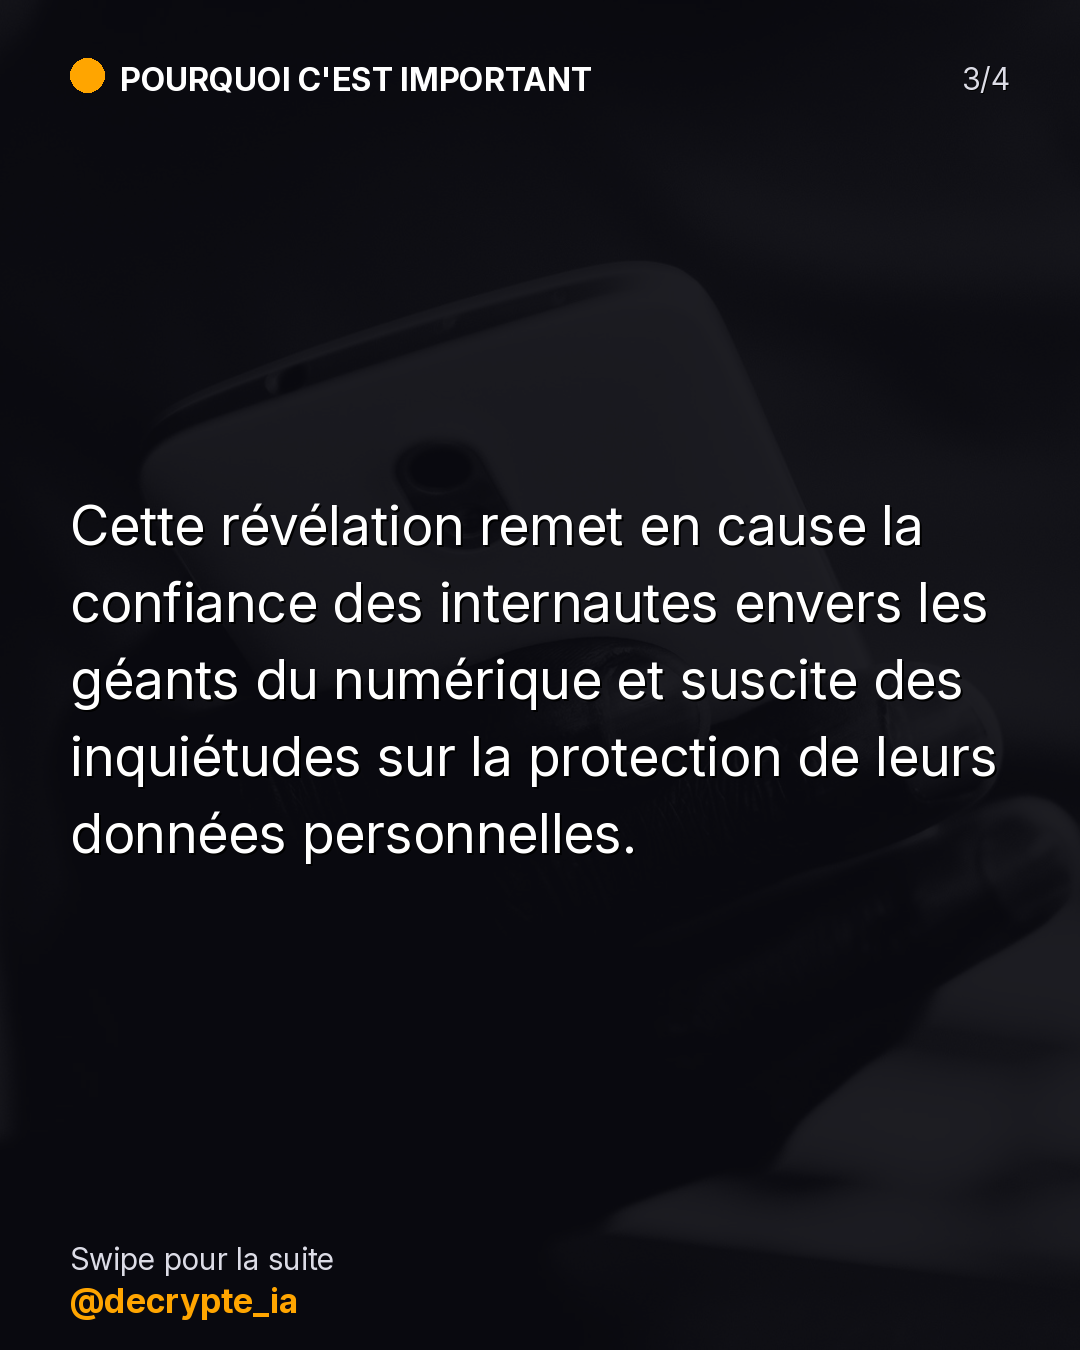 POURQUOI C'EST IMPORTANT
3/4
Cette révélation remet en cause la
confiance des internautes envers les
géants du numérique et suscite des
inquiétudes sur la protection de leurs
données personnelles.
Swipe pour la suite
@decrypte_ia